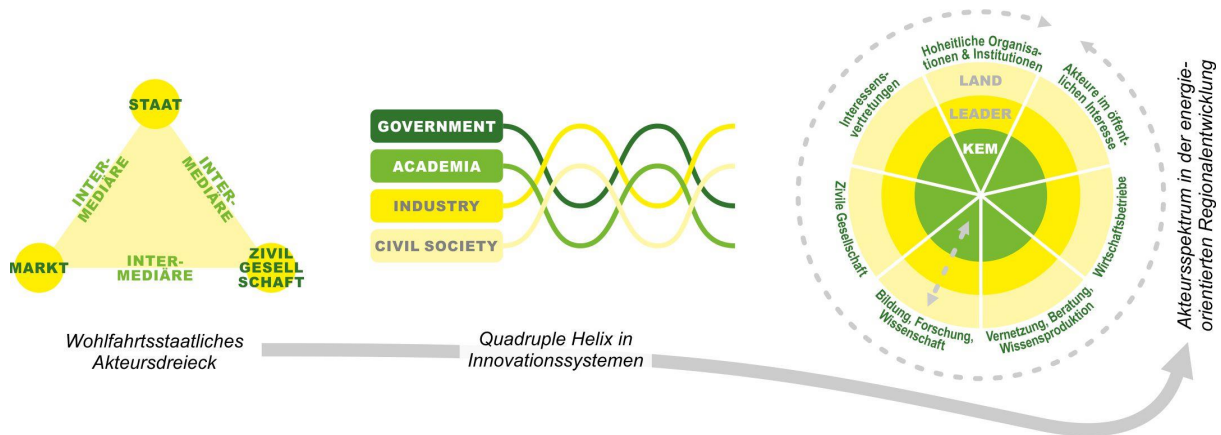 STAAT
INTER-
MEDIÄRE
INTER-
MEDIÄRE
MARKT
INTER-
MEDIÄRE
ZIVIL
GESELL
SCHAFT
Wohlfahrtsstaatliches
Akteursdreieck
GOVERNMENT
ACADEMIA
INDUSTRY
CIVIL SOCIETY
Quadruple Helix in
Innovationssystemen
Hoheitliche Organisa-
tionen & Institutionen
Akteure im öffent-
lichen Interesse
Wirtschaftsbetriebe
Vernetzung, Beratung,
Wissensproduktion
Bildung, Forschung,
Wissenschaft
Zivile Gesellschaft
Interessens-
vertretungen
LAND
LEADER
KEM
Akteursspektrum in der energie-
orientierten Regionalentwicklung